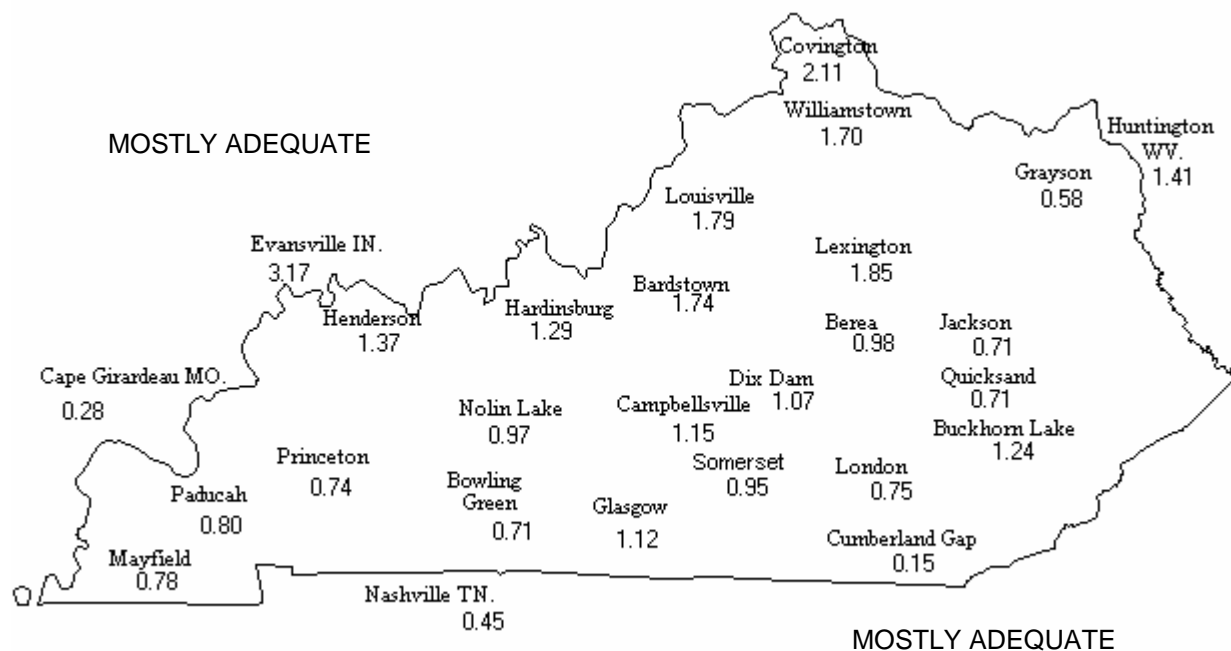 Covington
2.11
Williamstown
1.70
MOSTLY ADEQUATE
Huntington
WV.
1.41
Grayson
0.58
Louisville
1.79
Evansville IN.
3.17
Lexington
1.85
Bardstown
1.74
Hardinsburg
1.29
Henderson
1.37
Berea
0.98
Jackson
0.71
Cape Girardeau MO.
0.28
Dix Dam
1.07
Quicksand
0.71
Nolin Lake
0.97
Campbellsville
1.15
Buckhorn Lake
1.24
Princeton
0.74
Somerset
0.95
London
0.75
Paducah
0.80
Bowling
Green
0.71
Glasgow
1.12
Mayfield
0.78
Cumberland Gap
0.15
Nashville TN.
0.45
MOSTLY ADEQUATE